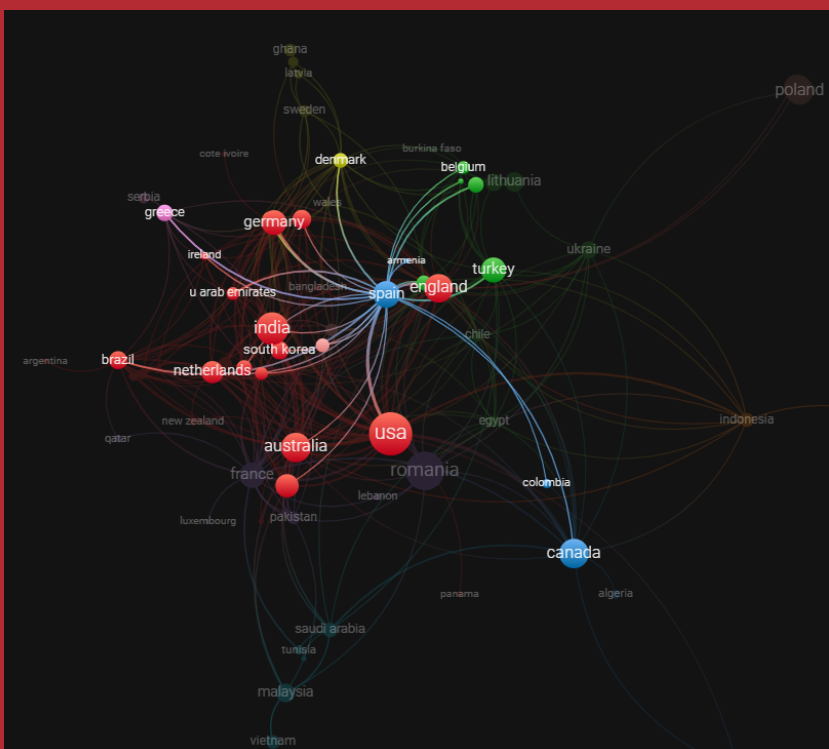 ghana
latvia
poland
sweden
burkina faso
cote ivoire
denmark
belgium
lithuania
serbia
wales
greece
germany
ukraine
ireland
armenia
turkey
u arab emirates
bangladesh
spain
england
india
chile
south korea
brazil
argentina
netherlands
new zealand
egypt
indonesia
usa
qatar
australia
romania
france
colombia
lebanon
pakistan
luxembourg
canada
panama
algeria
saudi arabia
tunisia
malaysia
vietnam